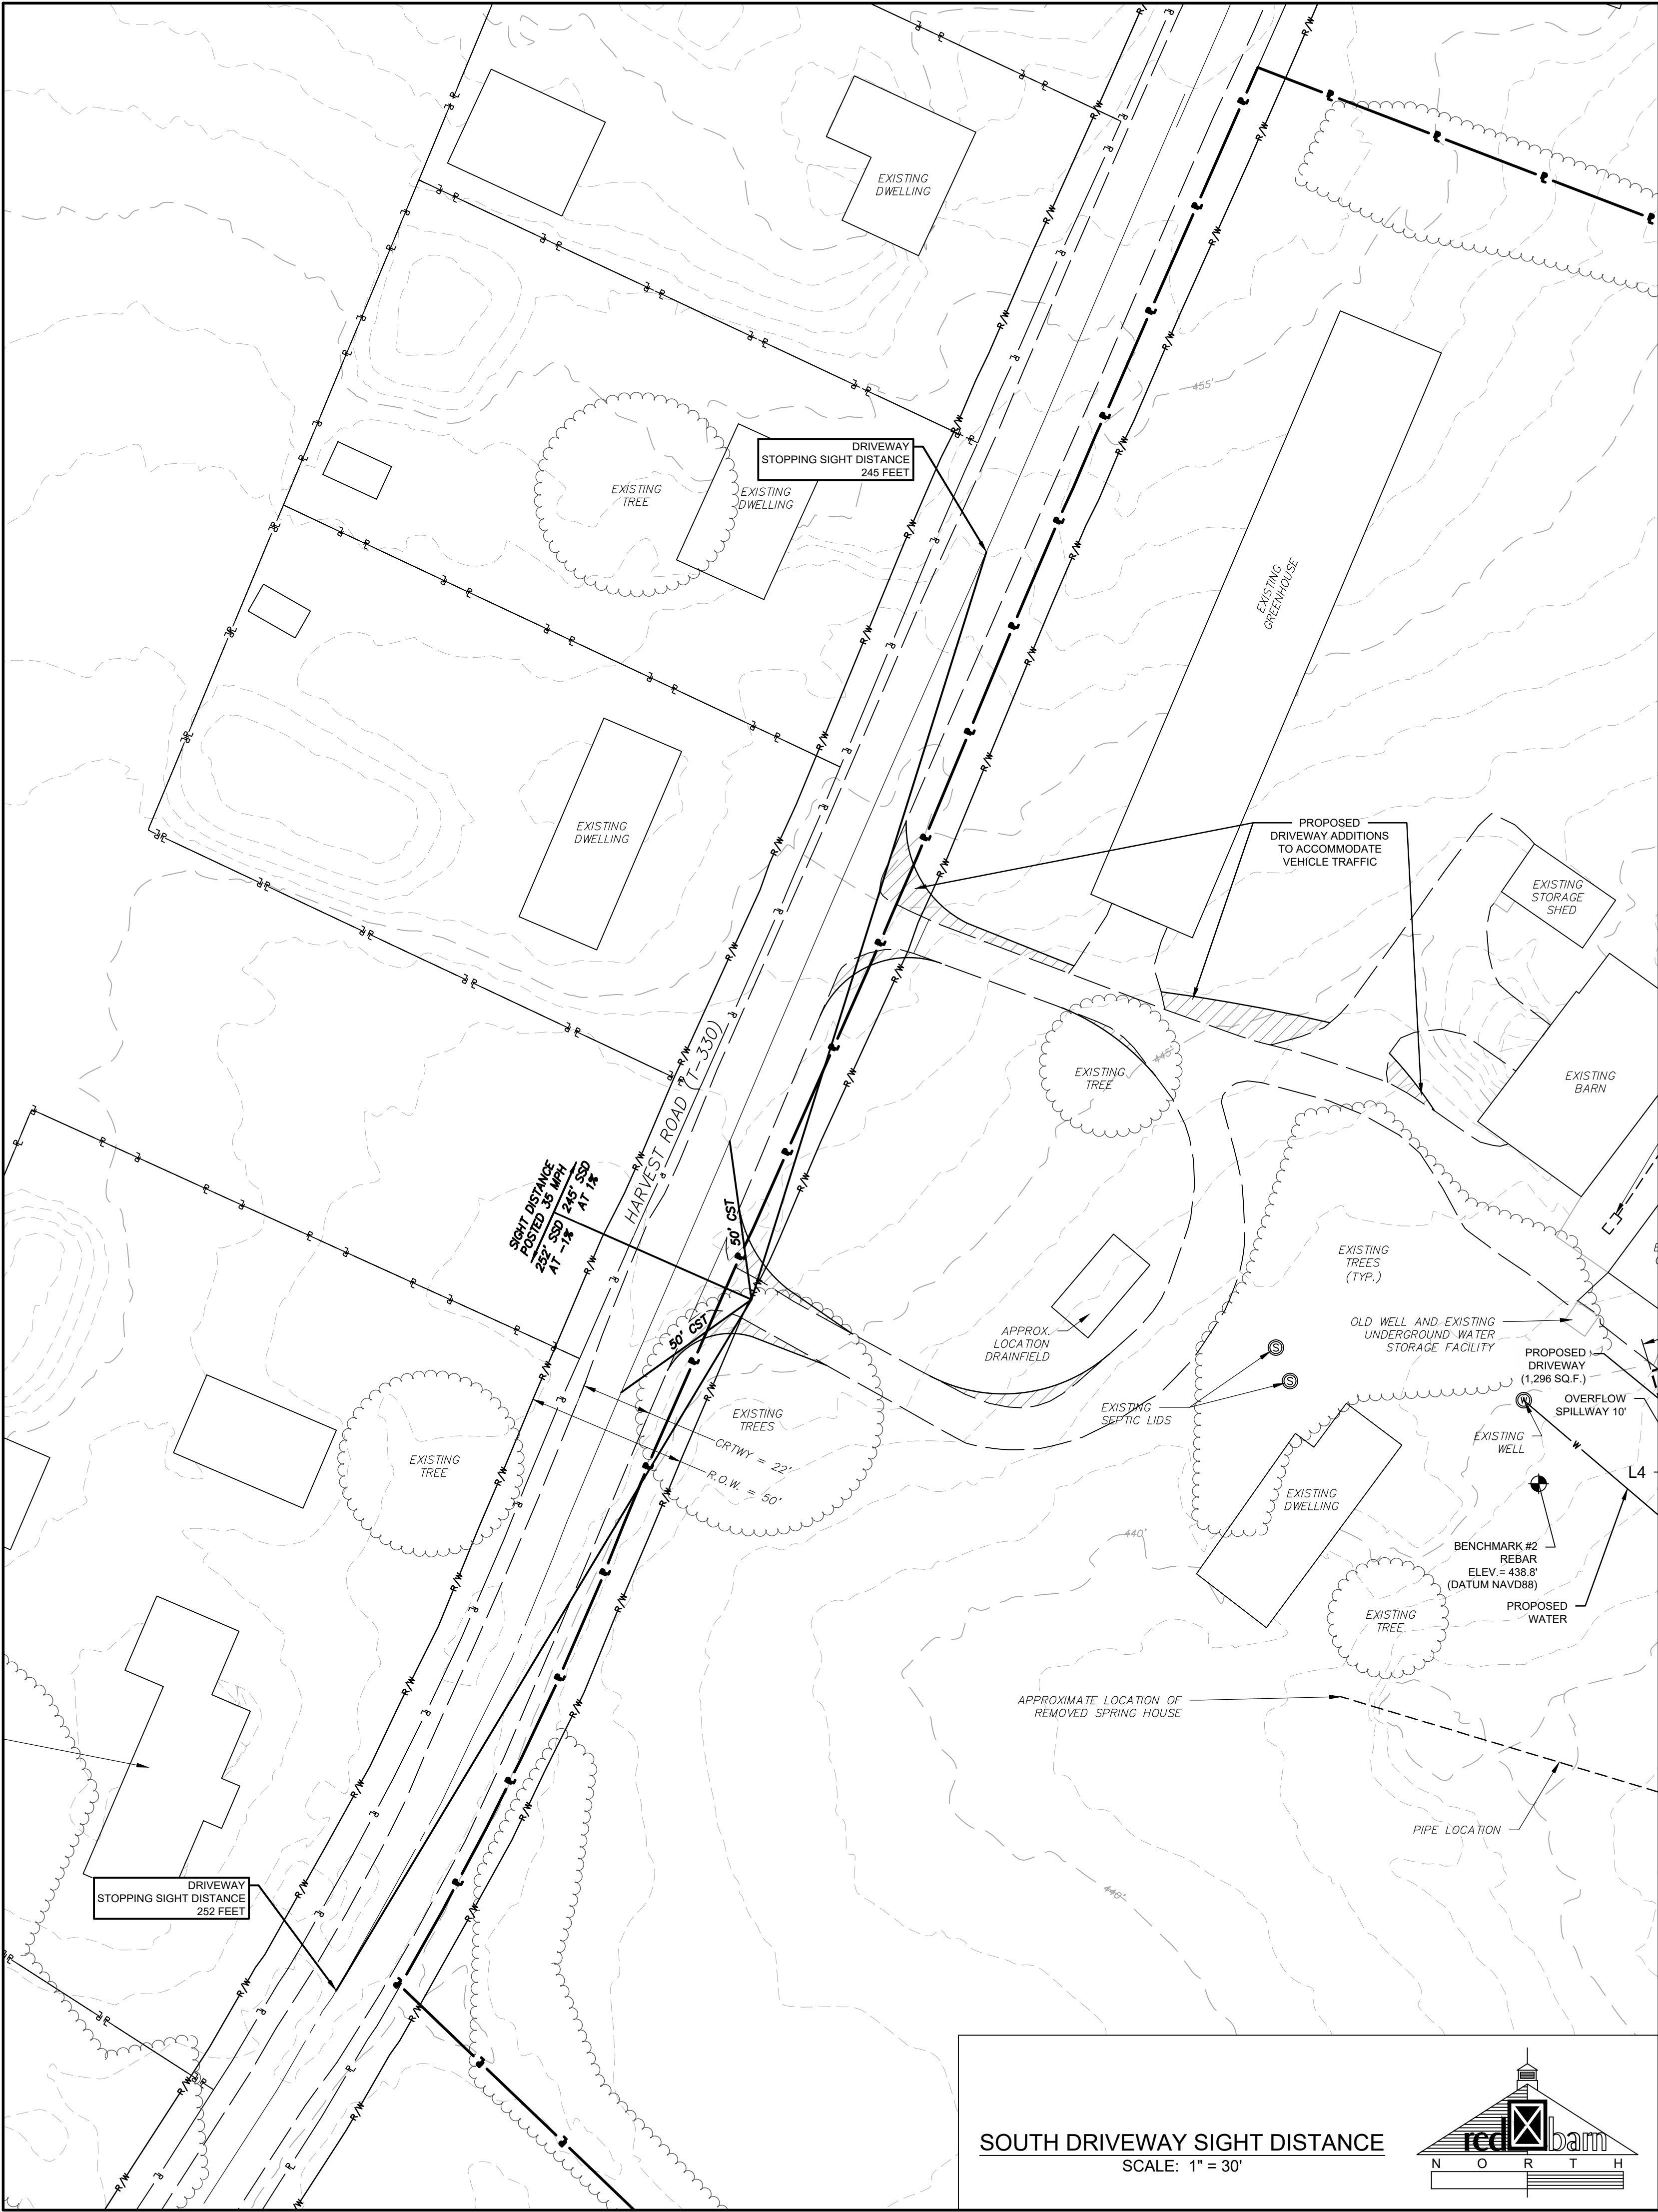 EXISTING
DWELLING
455'
DRIVEWAY
STOPPING SIGHT DISTANCE
245 FEET
EXISTING
TREE
EXISTING
DWELLING
EXISTING
GREENHOUSE
EXISTING
DWELLING
PROPOSED
DRIVEWAY ADDITIONS
TO ACCOMMODATE
VEHICLE TRAFFIC
EXISTING
STORAGE
SHED
EXISTING
BARN
EXISTING
TREE
445'
HARVEST ROAD (T-330)
SIGHT DISTANCE
POSTED 35 MPH
252' SSD 245' SSD
AT -1% AT 1%
50' CST
50' CST
EXISTING
TREES
(TYP.)
APPROX.
LOCATION
DRAINFIELD
OLD WELL AND EXISTING
UNDERGROUND WATER
STORAGE FACILITY
PROPOSED
DRIVEWAY
(1,296 SQ.F.)
OVERFLOW
SPILLWAY 10'
S
S
EXISTING
SEPTIC LIDS
W
EXISTING
WELL
W
L4
EXISTING
TREES
CRTWY = 22'
R.O.W. = 50'
EXISTING
TREE
EXISTING
DWELLING
440'
BENCHMARK #2
REBAR
ELEV.= 438.8'
(DATUM NAVD88)
PROPOSED
WATER
EXISTING
TREE
APPROXIMATE LOCATION OF
REMOVED SPRING HOUSE
PIPE LOCATION
440'
DRIVEWAY
STOPPING SIGHT DISTANCE
252 FEET
R/W
SOUTH DRIVEWAY SIGHT DISTANCE
SCALE: 1" = 30'
red barn
N O R T H